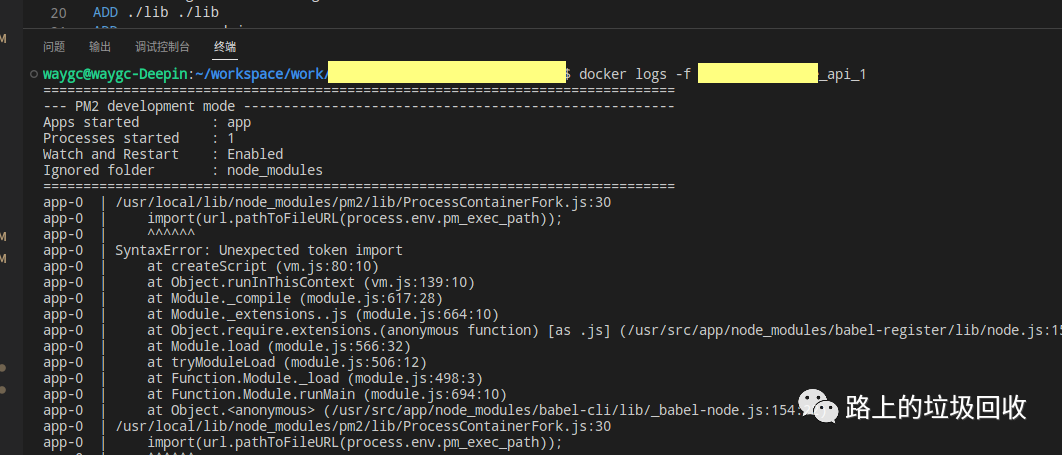 20 ADD ./lib ./lib
问题 输出 调试控制台 终端
waygc@waygc-Deepin:~/workspace/work/ $ docker logs -f _api_1
===============================================================================
--- PM2 development mode ------------------------------------------------------
Apps started : app
Processes started : 1
Watch and Restart : Enabled
Ignored folder : node_modules
===============================================================================
app-0 | /usr/local/lib/node_modules/pm2/lib/ProcessContainerFork.js:30
app-0 | import(url.pathToFileURL(process.env.pm_exec_path));
app-0 | ^^^^^^
app-0 | SyntaxError: Unexpected token import
app-0 | at createScript (vm.js:80:10)
app-0 | at Object.runInThisContext (vm.js:139:10)
app-0 | at Module._compile (module.js:617:28)
app-0 | at Module._extensions..js (module.js:664:10)
app-0 | at Object.require.extensions.(anonymous function) [as .js] (/usr/src/app/node_modules/babel-register/lib/node.js:15
app-0 | at Module.load (module.js:566:32)
app-0 | at tryModuleLoad (module.js:506:12)
app-0 | at Function.Module._load (module.js:498:3)
app-0 | at Function.Module.runMain (module.js:694:10)
app-0 | at Object.<anonymous> (/usr/src/app/node_modules/babel-cli/lib/_babel-node.js:154:
路上的垃圾回收
app-0 | /usr/local/lib/node_modules/pm2/lib/ProcessContainerFork.js:30
app-0 | import(url.pathToFileURL(process.env.pm_exec_path));
^^^^^^